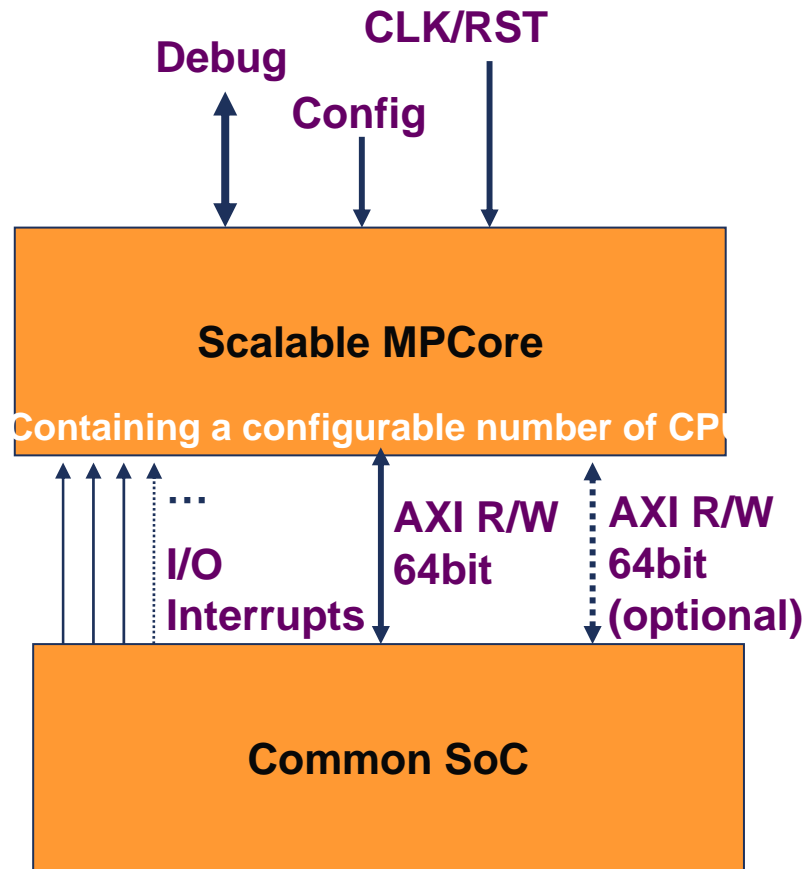 CLK/RST
Debug
Config
Scalable MPCore
Containing a configurable number of CPU
...
I/O
Interrupts
AXI R/W
64bit
AXI R/W
64bit
(optional)
Common SoC